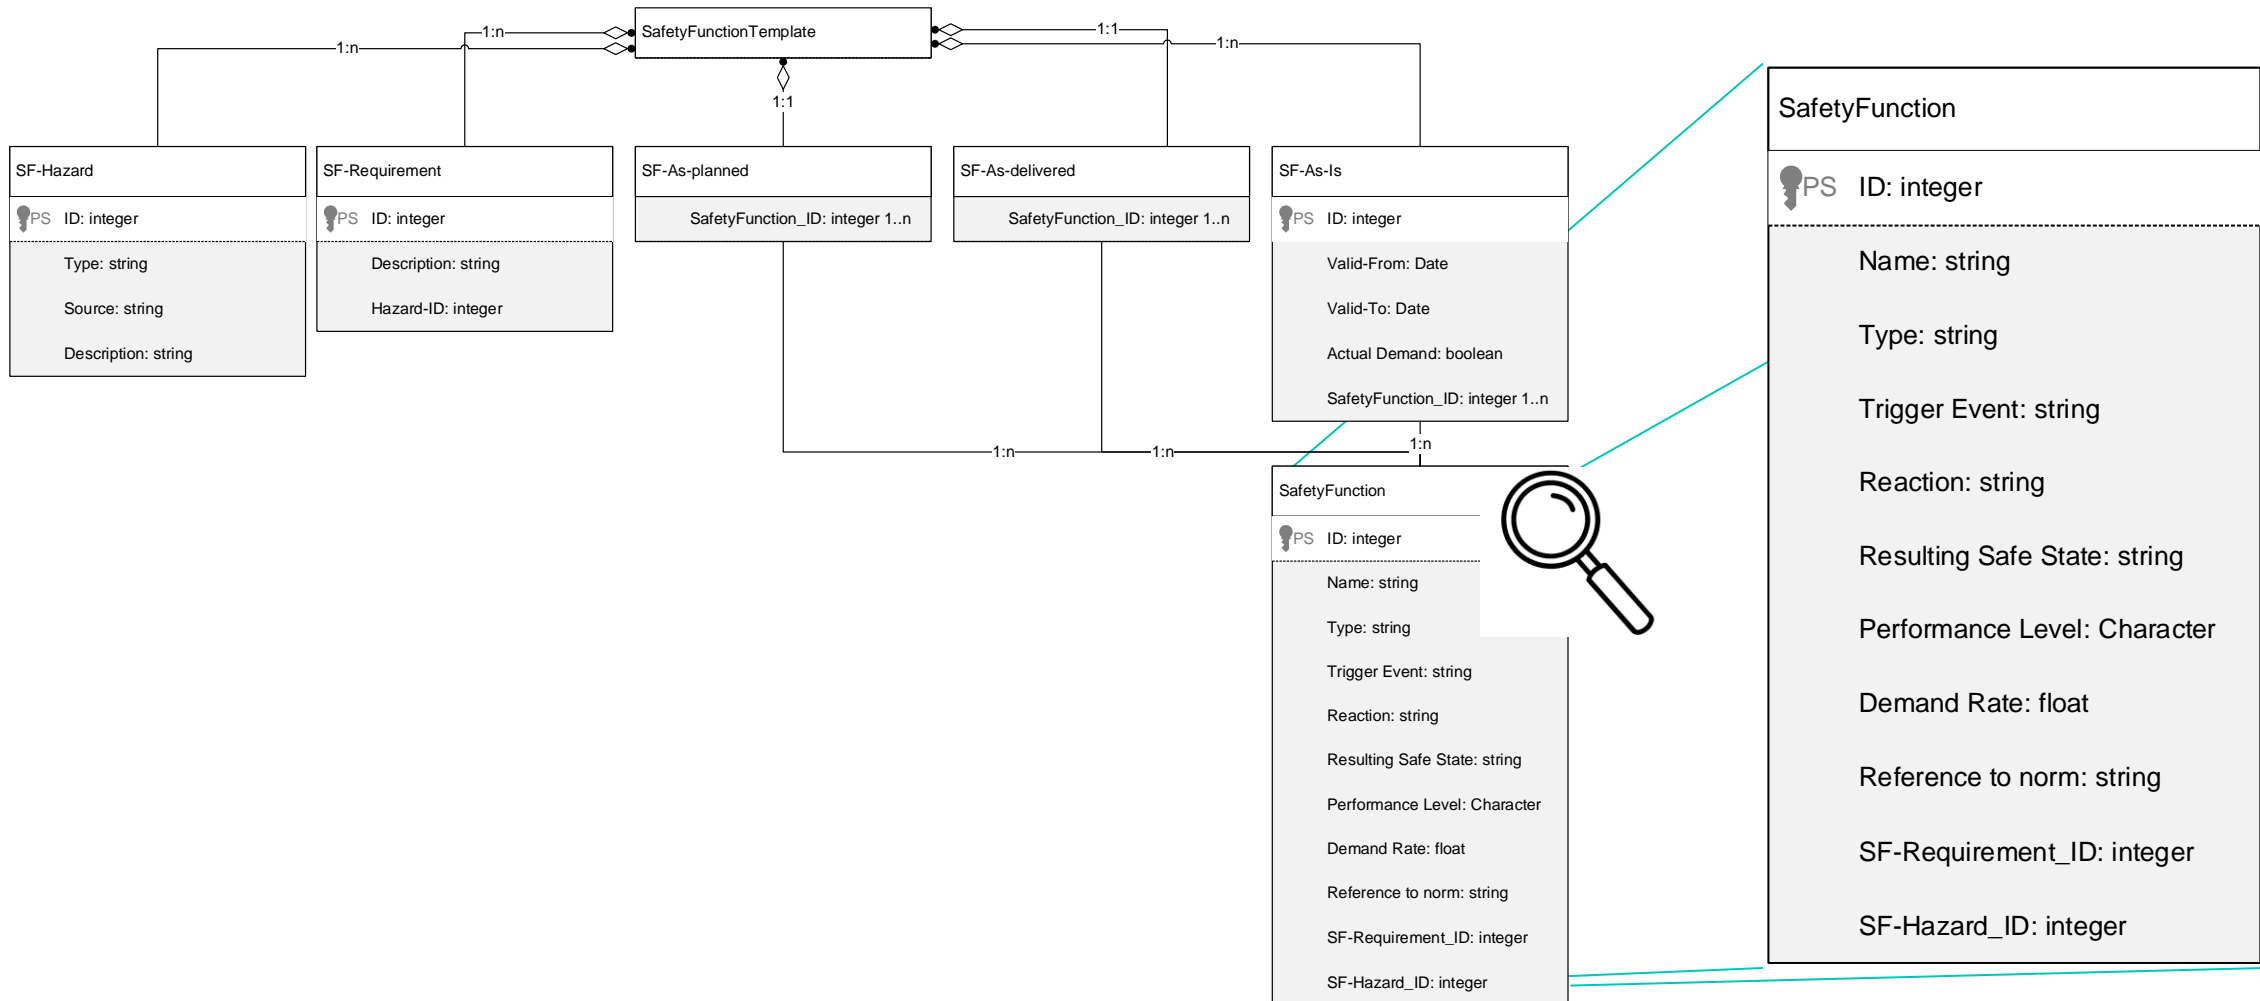 SafetyFunctionTemplate
1:n
1:n
1:1
1:1
1:n
SF-Hazard
PS ID: integer
Type: string
Source: string
Description: string
SF-Requirement
PS ID: integer
Description: string
Hazard-ID: integer
SF-As-planned
SafetyFunction_ID: integer 1..n
SF-As-delivered
SafetyFunction_ID: integer 1..n
SF-As-Is
PS ID: integer
Valid-From: Date
Valid-To: Date
Actual Demand: boolean
SafetyFunction_ID: integer 1..n
1:n
1:n
1:n
SafetyFunction
PS ID: integer
Name: string
Type: string
Trigger Event: string
Reaction: string
Resulting Safe State: string
Performance Level: Character
Demand Rate: float
Reference to norm: string
SF-Requirement_ID: integer
SF-Hazard_ID: integer
SafetyFunction
PS ID: integer
Name: string
Type: string
Trigger Event: string
Reaction: string
Resulting Safe State: string
Performance Level: Character
Demand Rate: float
Reference to norm: string
SF-Requirement_ID: integer
SF-Hazard_ID: integer